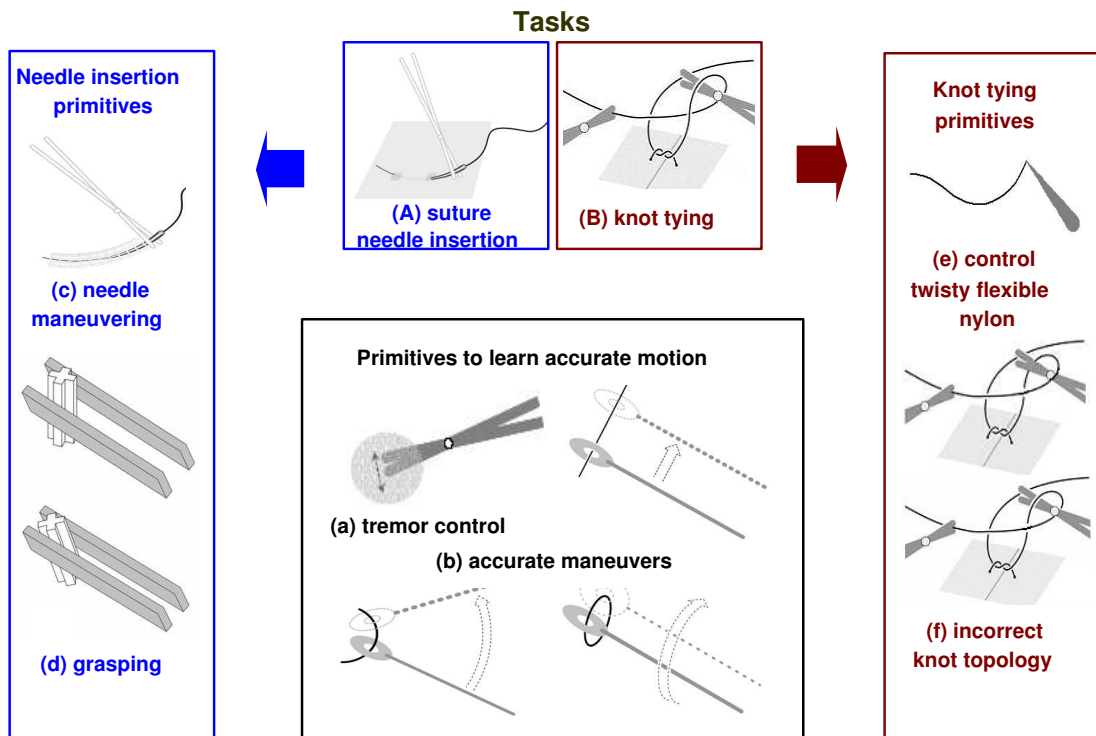 Tasks
Needle insertion
primitives
(c) needle
maneuvering
(d) grasping
(A) suture
needle insertion
(B) knot tying
Primitives to learn accurate motion
(a) tremor control
(b) accurate maneuvers
Knot tying
primitives
(e) control
twisty flexible
nylon
(f) incorrect
knot topology